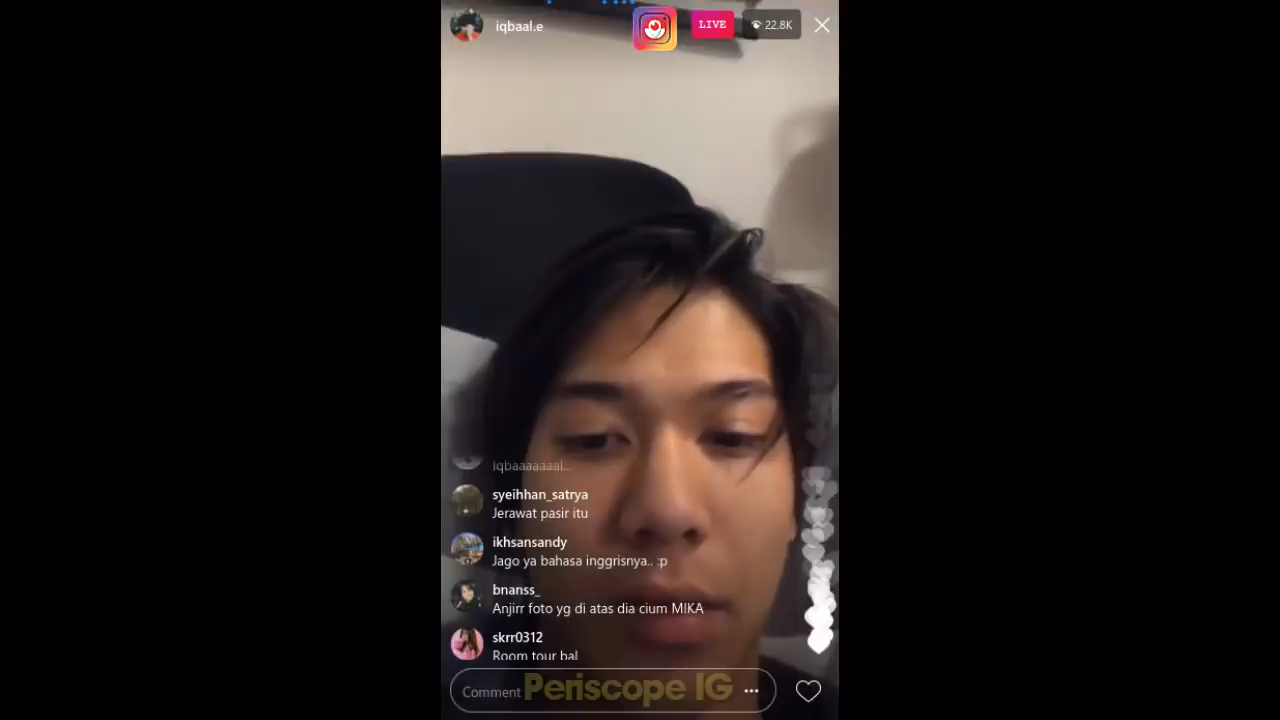 iqbaal.e
LIVE
22.8K
iqbaaaaaaal...
syeihhan_satrya
Jerawat pasir itu
ikhsansandy
Jago ya bahasa inggrisnya.. :p
bnanss_
Anjirr foto yg di atas dia cium MIKA
skrr0312
Room tour bal
Comment
Periscope IG